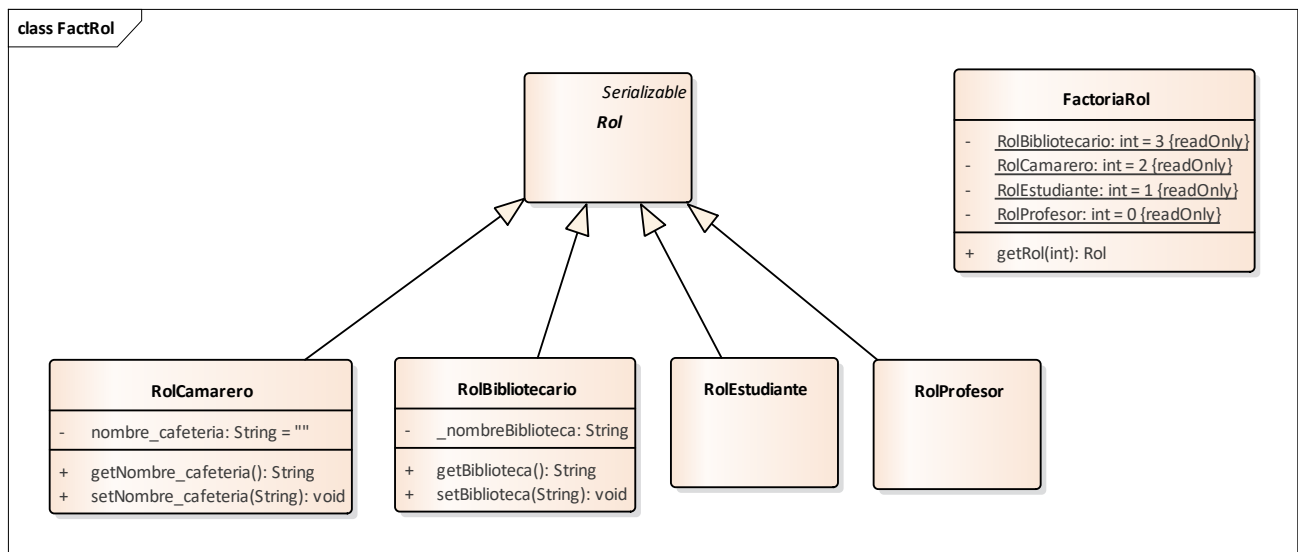 class FactRol
Serializable
Rol
FactoriaRol
- RolBibliotecario: int = 3 {readOnly}
- RolCamarero: int = 2 {readOnly}
- RolEstudiante: int = 1 {readOnly}
- RolProfesor: int = 0 {readOnly}
+ getRol(int): Rol
RolCamarero
- nombre_cafeteria: String = ""
+ getNombre_cafeteria(): String
+ setNombre_cafeteria(String): void
RolBibliotecario
- _nombreBiblioteca: String
+ getBiblioteca(): String
+ setBiblioteca(String): void
RolEstudiante
RolProfesor